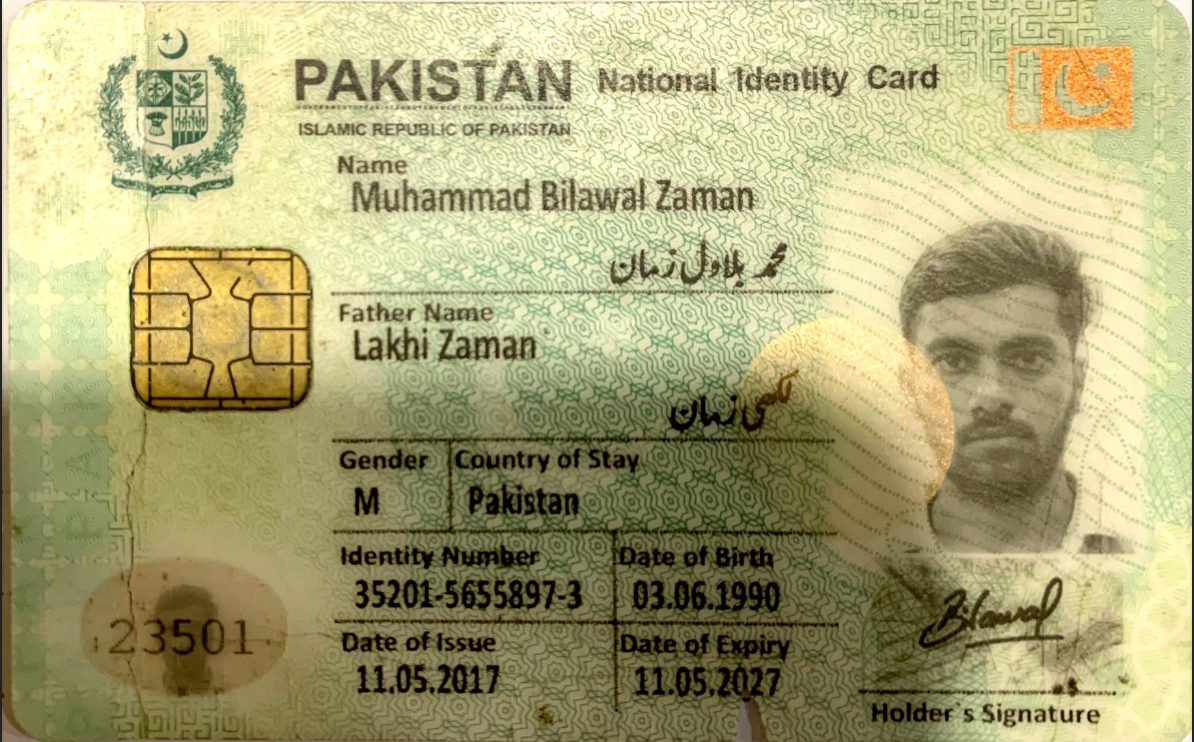 PAKISTAN National Identity Card
ISLAMIC REPUBLIC OF PAKISTAN
Name
Muhammad Bilawal Zaman
محمد بلاول زمان
Father Name
Lakhi Zaman
لکھی زمان
Gender Country of Stay
M Pakistan
Identity Number Date of Birth
35201-5655897-3 03.06.1990
23501
Date of Issue Date of Expiry
11.05.2017 11.05.2027
Bilawal
Holder`s Signature